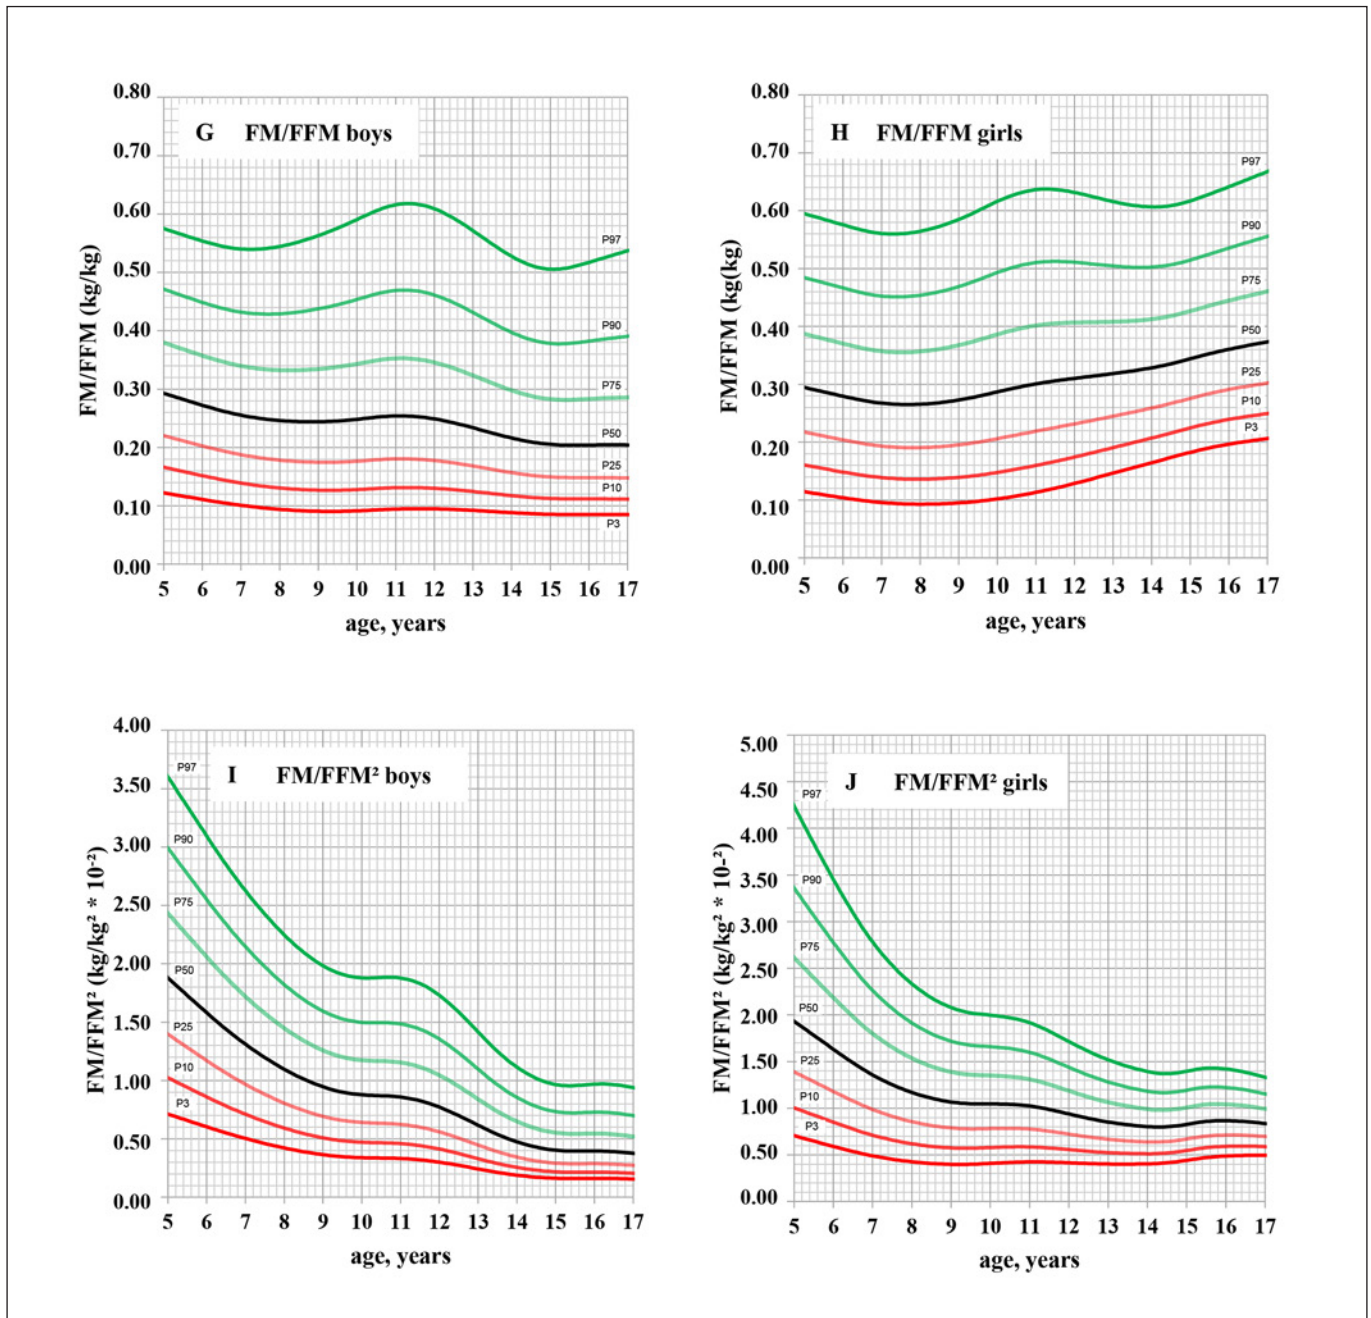 G FM/FFM boys
FM/FFM (kg/kg)
0.80
0.70
0.60
0.50
0.40
0.30
0.20
0.10
0.00
P97
P90
P75
P50
P25
P10
P3
5 6 7 8 9 10 11 12 13 14 15 16 17
age, years
H FM/FFM girls
FM/FFM (kg(kg)
0.80
0.70
0.60
0.50
0.40
0.30
0.20
0.10
0.00
P97
P90
P75
P50
P25
P10
P3
5 6 7 8 9 10 11 12 13 14 15 16 17
age, years
I FM/FFM² boys
FM/FFM² (kg/kg² * 10⁻²)
4.00
3.50
3.00
2.50
2.00
1.50
1.00
0.50
0.00
P97
P90
P75
P50
P25
P10
P3
5 6 7 8 9 10 11 12 13 14 15 16 17
age, years
J FM/FFM² girls
FM/FFM² (kg/kg² * 10-²)
5.00
4.50
4.00
3.50
3.00
2.50
2.00
1.50
1.00
0.50
0.00
P97
P90
P75
P50
P25
P10
P3
5 6 7 8 9 10 11 12 13 14 15 16 17
age, years